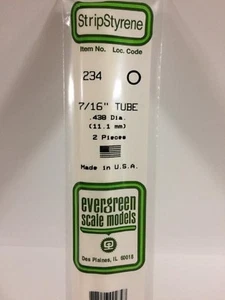 StripStyrene
Item No. Loc. Code
234
7/16" TUBE
.438 Dia.
(11.1 mm)
2 Pieces
Made in U.S.A.
evergreen
scale models
Des Plaines, IL 60018